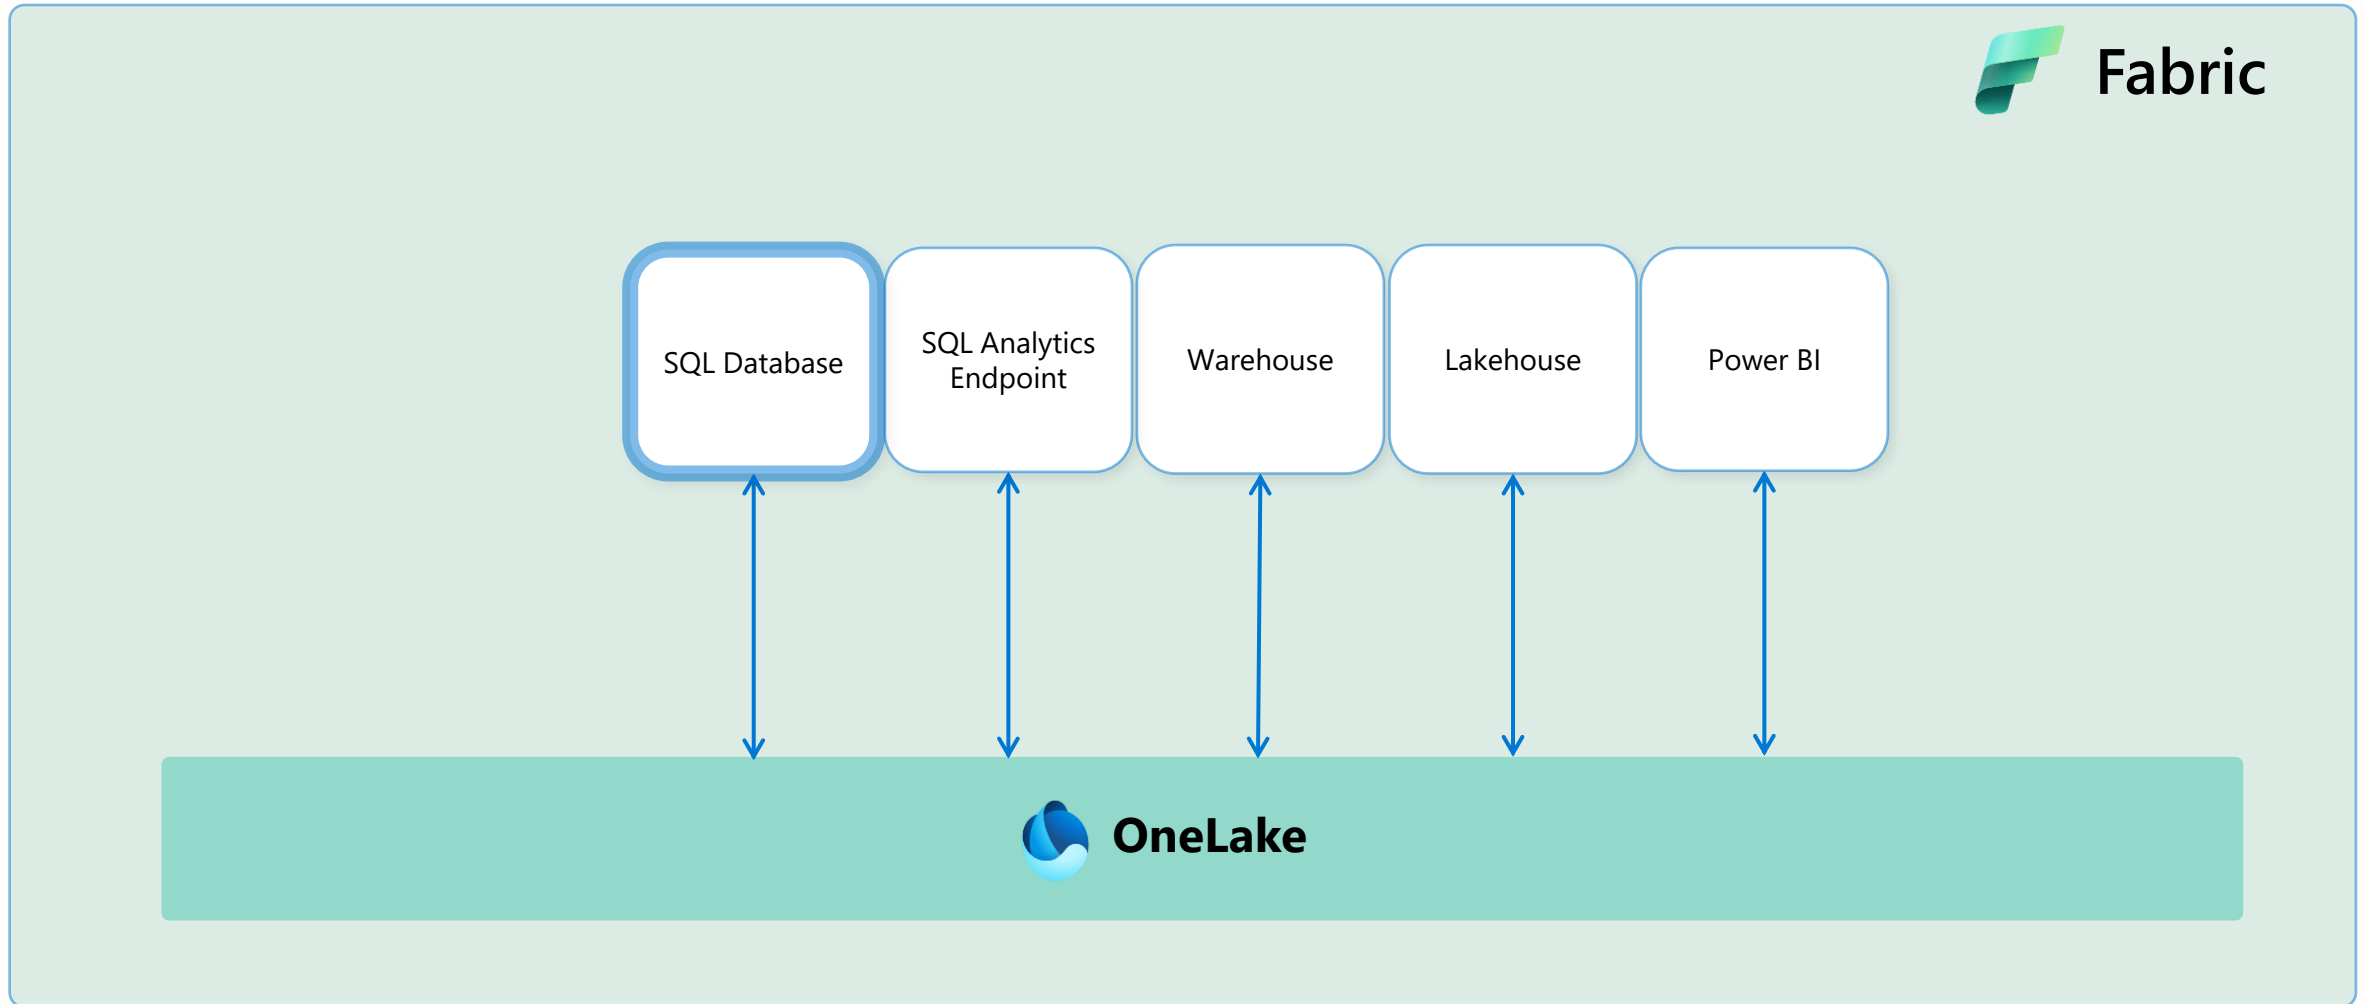 Fabric
SQL Database
SQL Analytics
Endpoint
Warehouse
Lakehouse
Power BI
OneLake